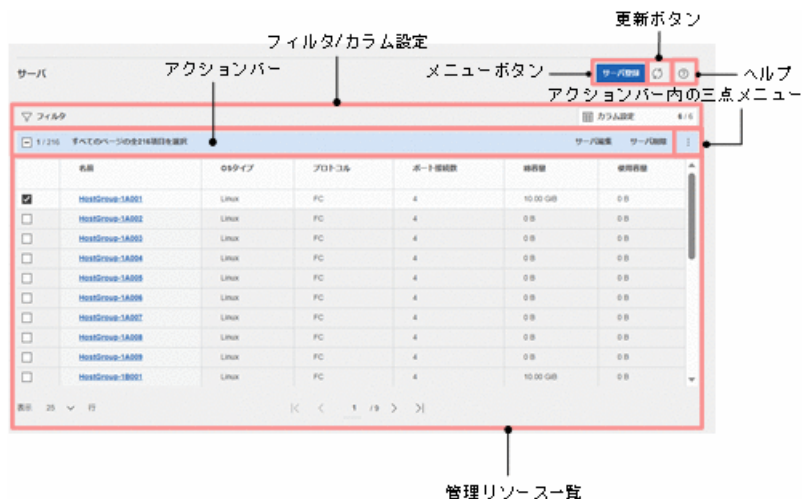 更新ボタン
フィルタ/カラム設定
サーバ
アクションバー
メニューボタン
サーバ登録
ヘルプ
アクションバー内の三点メニュー
フィルタ
カラム設定 6 / 6
1 / 216 すべてのページの全216項目を選択 サーバ編集 サーバ削除
名前 OSタイプ プロトコル ポート接続数 総容量 使用容量
HostGroup-1A001 Linux FC 4 10.00 GiB 0 B
HostGroup-1A002 Linux FC 4 0 B 0 B
HostGroup-1A003 Linux FC 4 0 B 0 B
HostGroup-1A004 Linux FC 4 0 B 0 B
HostGroup-1A005 Linux FC 4 0 B 0 B
HostGroup-1A006 Linux FC 4 0 B 0 B
HostGroup-1A007 Linux FC 4 0 B 0 B
HostGroup-1A008 Linux FC 4 0 B 0 B
HostGroup-1A009 Linux FC 4 0 B 0 B
HostGroup-1B001 Linux FC 4 10.00 GiB 0 B
表示 25 行 1 / 9
管理リソース一覧